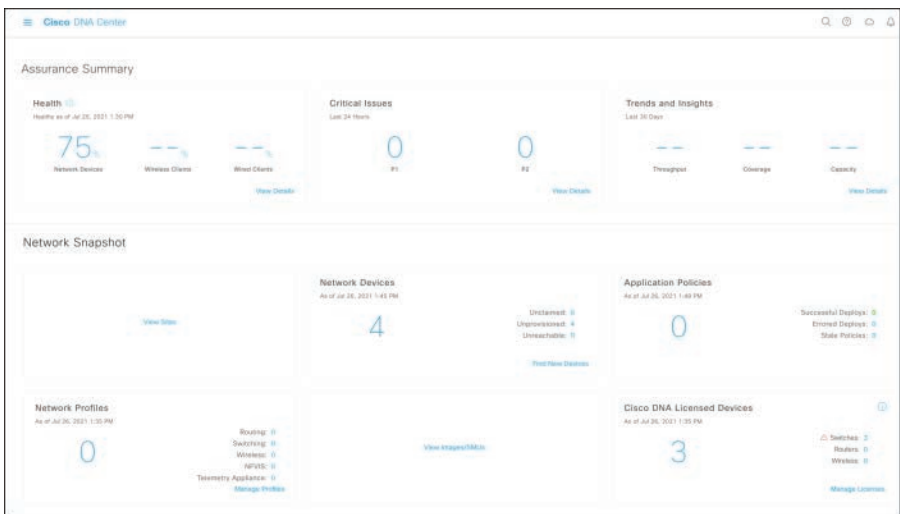 Cisco DNA Center
Assurance Summary
Health
Healthy as of Jul 26, 2021 1:30 PM
75%
Network Devices
--%
Wireless Clients
--%
Wired Clients
View Details
Critical Issues
Last 24 Hours
0
P1
0
P2
View Details
Trends and Insights
Last 30 Days
--
Throughput
--
Coverage
--
Capacity
View Details
Network Snapshot
View Sites
Network Devices
As of Jul 26, 2021 1:45 PM
4
Unclaimed: 0
Unprovisioned: 4
Unreachable: 0
Find New Devices
Application Policies
As of Jul 26, 2021 1:49 PM
0
Successful Deploys: 0
Errored Deploys: 0
Stale Policies: 0
Network Profiles
As of Jul 26, 2021 1:35 PM
0
Routing: 0
Switching: 0
Wireless: 0
NFVIS: 0
Telemetry Appliance: 0
Manage Profiles
View Images/SMUs
Cisco DNA Licensed Devices
As of Jul 26, 2021 1:35 PM
3
Switches:
Routers: 0
Wireless: 0
Manage Licenses